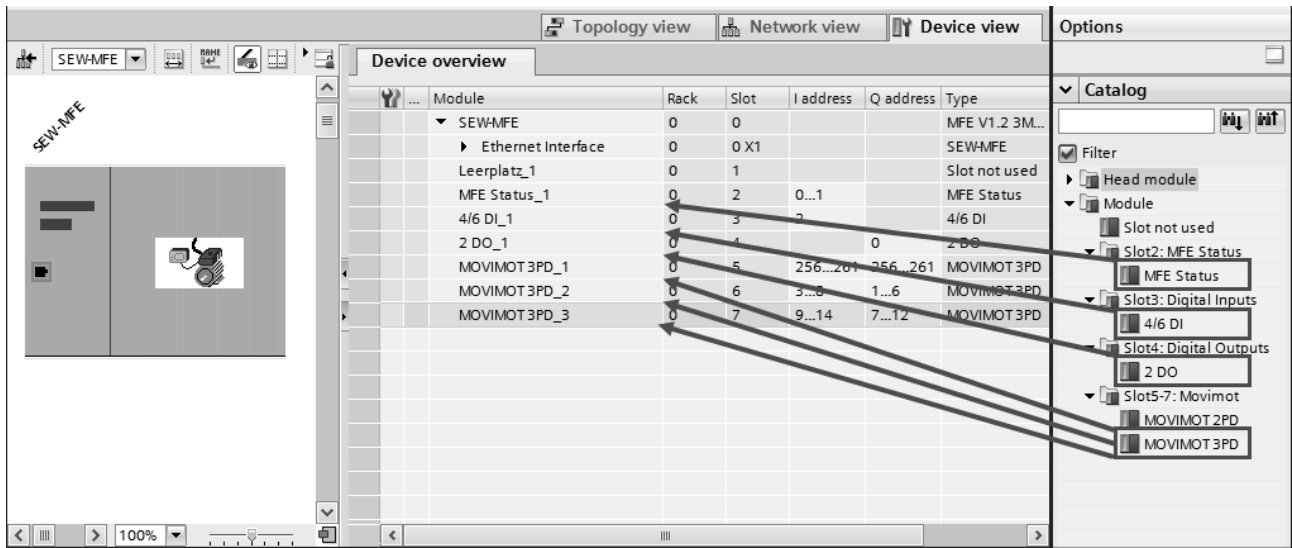 Topology view Network view Device view Options
SEW-MFE NAME Device overview
Catalog
SEW-MFE
... Module Rack Slot I address Q address Type
SEW-MFE 0 0 MFE V1.2 3M...
Ethernet Interface 0 0 X1 SEW-MFE
Leerplatz_1 0 1 Slot not used
MFE Status_1 0 2 0...1 MFE Status
4/6 DI_1 0 3 2 4/6 DI
2 DO_1 0 4 0 2 DO
MOVIMOT 3PD_1 0 5 256...261 256...261 MOVIMOT 3PD
MOVIMOT 3PD_2 0 6 3...8 1...6 MOVIMOT 3PD
MOVIMOT 3PD_3 0 7 9...14 7...12 MOVIMOT 3PD
Filter
Head module
Module
Slot not used
Slot2: MFE Status
MFE Status
Slot3: Digital Inputs
4/6 DI
Slot4: Digital Outputs
2 DO
Slot5-7: Movimot
MOVIMOT 2PD
MOVIMOT 3PD
100%